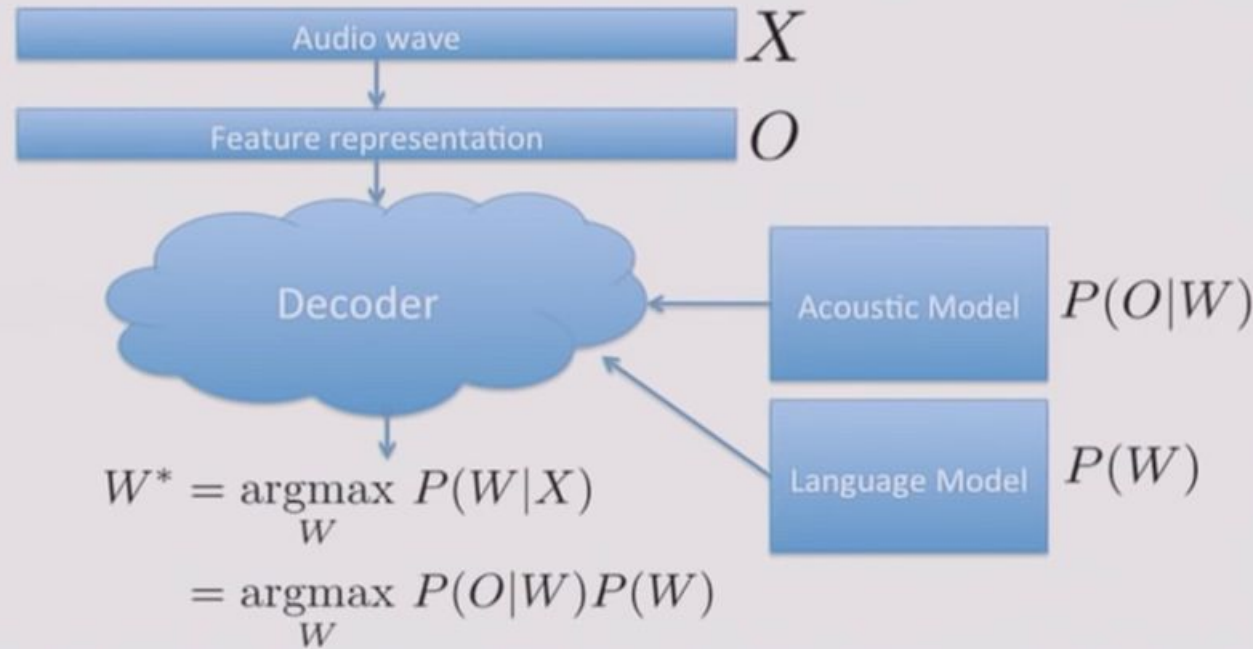 Audio wave X
Feature representation O
Decoder
Acoustic Model P(O|W)
Language Model P(W)
W* = argmax P(W|X)
W
= argmax P(O|W)P(W)
W